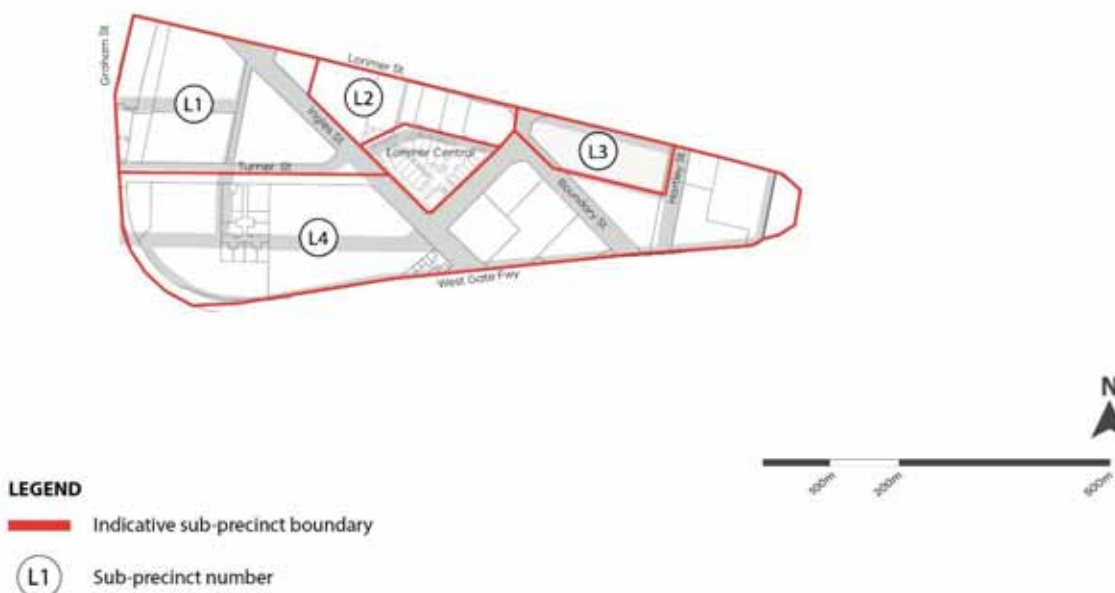 Graham St
Lorimer St
L1
L2
Ingles St
Lorimer Central
L3
Turner St
Hartley St
Boundary St
L4
West Gate Fwy
N
100m
200m
500m
LEGEND
Indicative sub-precinct boundary
L1
Sub-precinct number